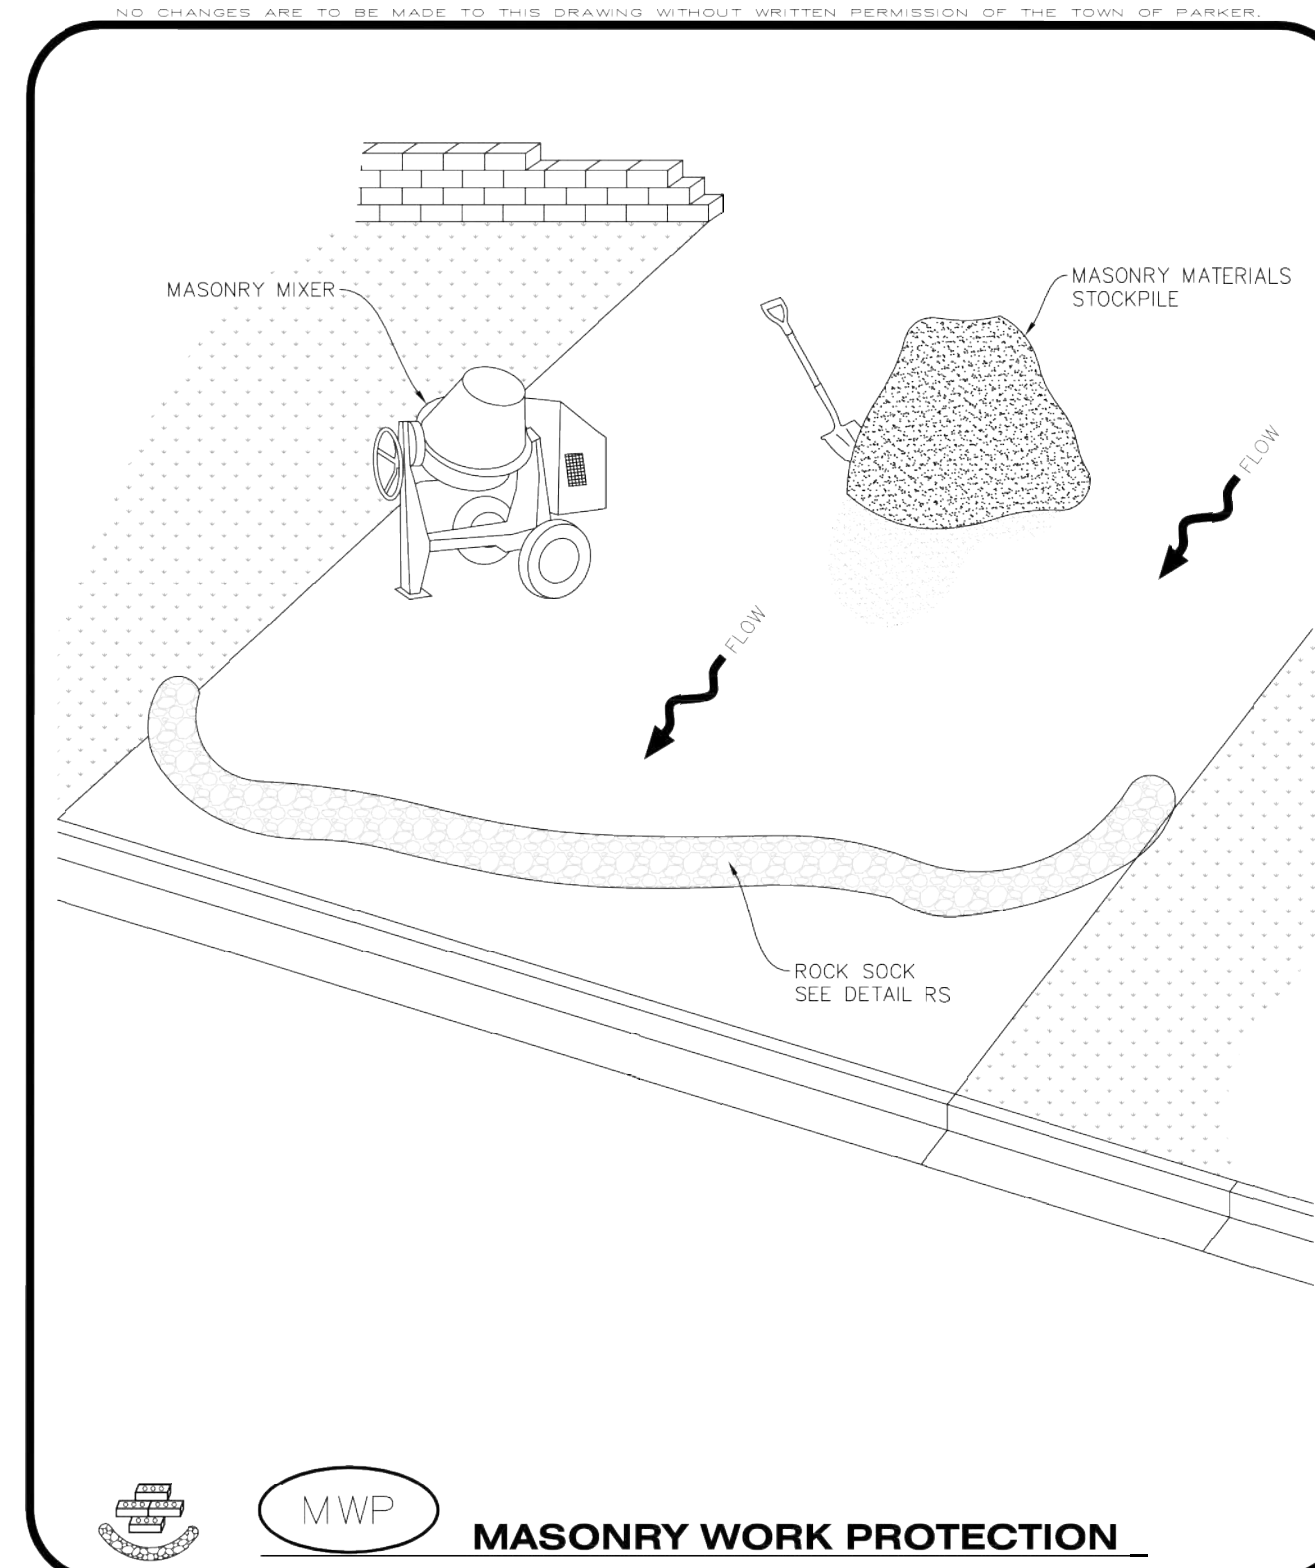 NO CHANGES ARE TO BE MADE TO THIS DRAWING WITHOUT WRITTEN PERMISSION OF THE TOWN OF PARKER.
MASONRY MIXER
MASONRY MATERIALS
STOCKPILE
FLOW
FLOW
ROCK SOCK
SEE DETAIL RS
MWP
MASONRY WORK PROTECTION